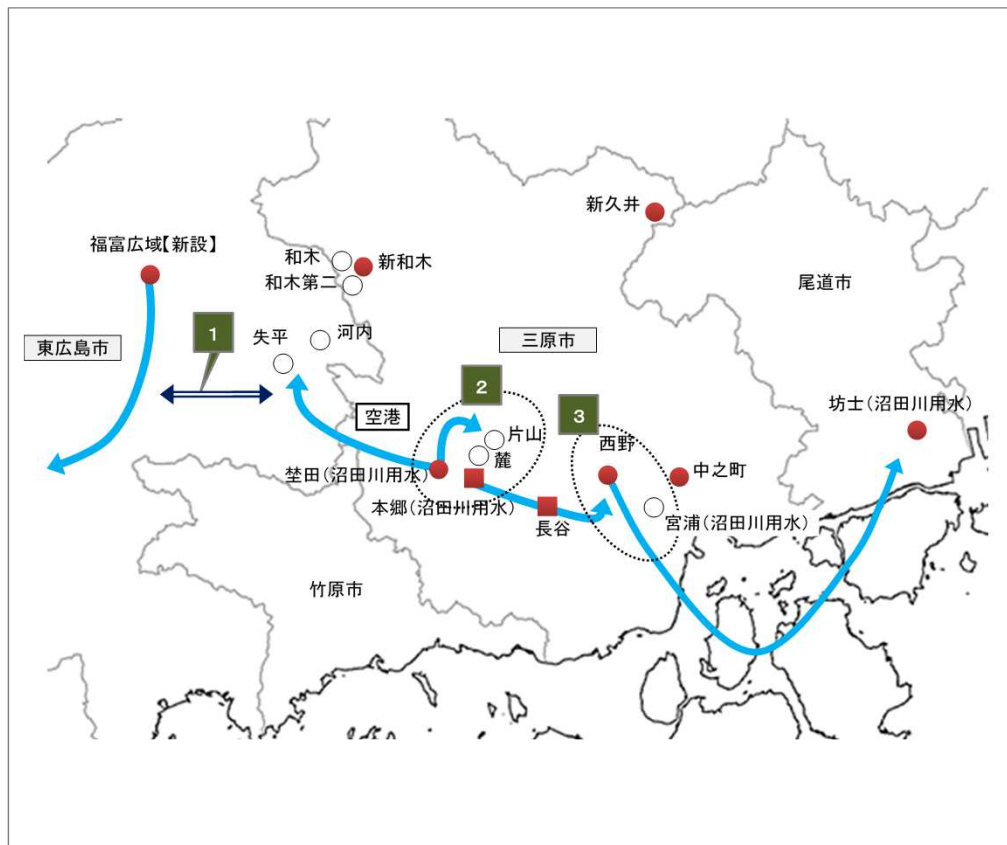 新久井
福富広域【新設】
和木
新和木
和木第二
尾道市
1
失平
河内
三原市
東広島市
2
空港
3
坊士(沼田川用水)
片山
西野
麓
埜田(沼田川用水)
中之町
本郷(沼田川用水)
長谷
宮浦(沼田川用水)
竹原市